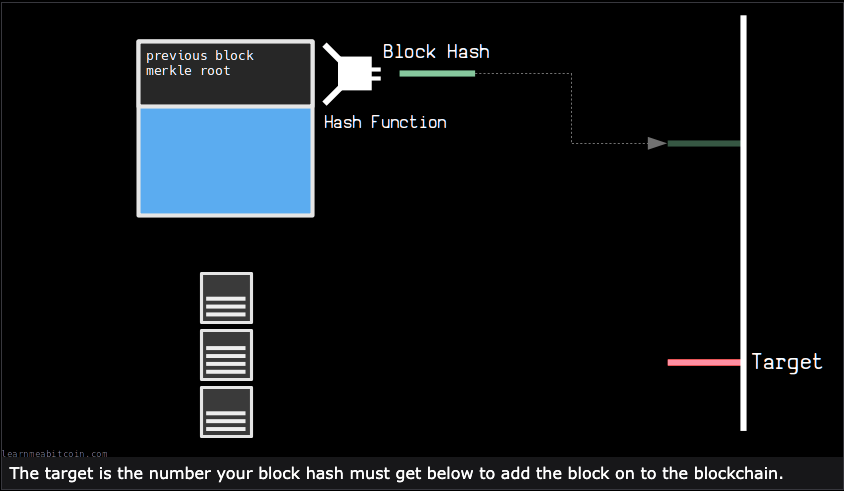 previous block
merkle root
Block Hash
Hash Function
Target
learnmeabitcoin.com
The target is the number your block hash must get below to add the block on to the blockchain.